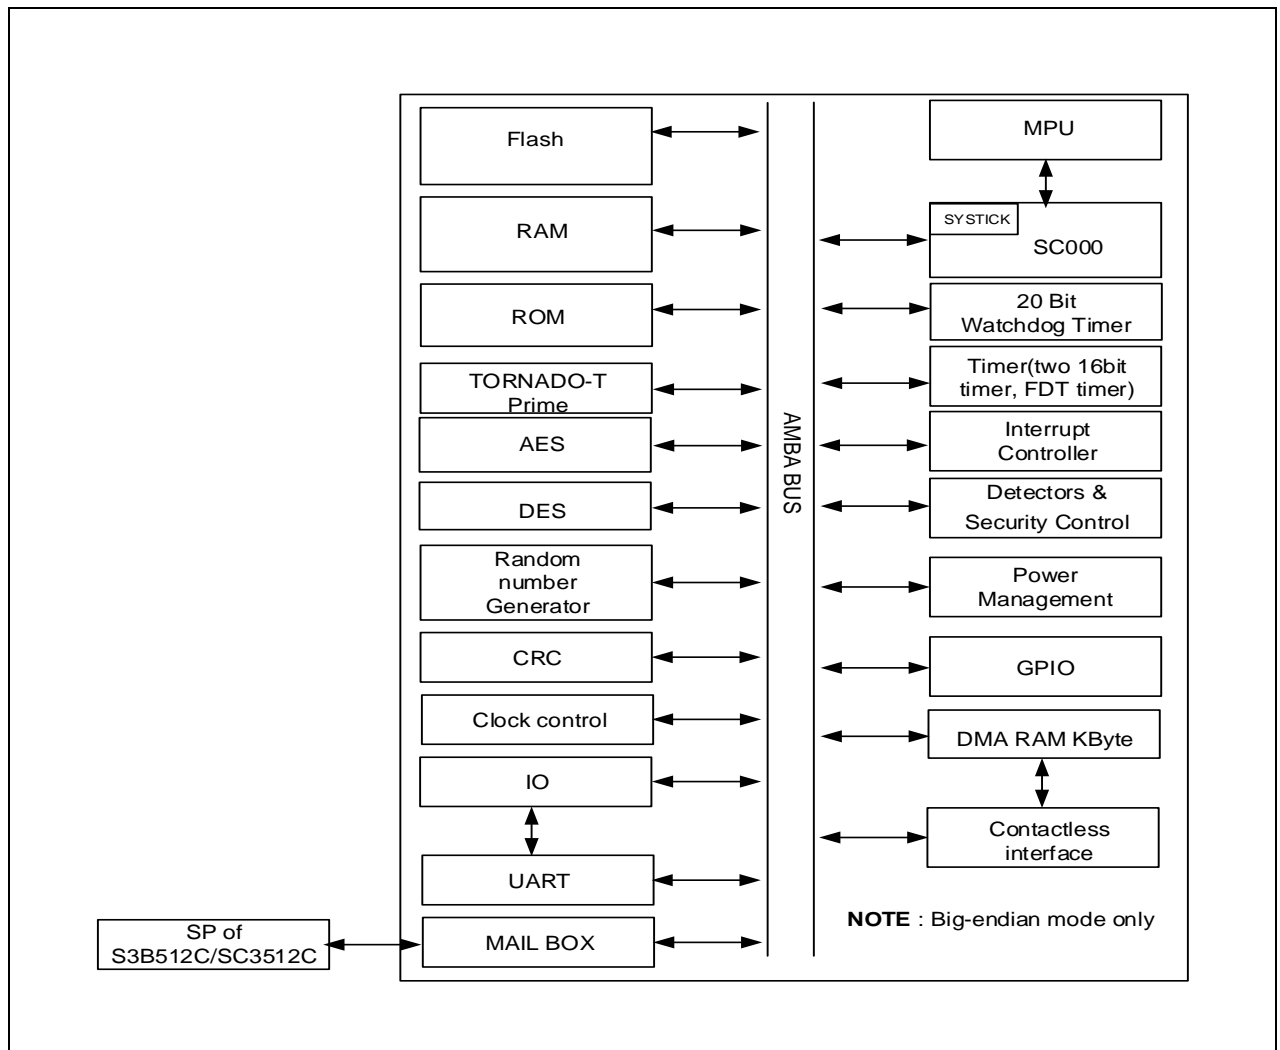 Flash
RAM
ROM
TORNADO-T
Prime
AES
DES
Random
number
Generator
CRC
Clock control
IO
UART
MAIL BOX
SP of
S3B512C/SC3512C
AMBA BUS
MPU
SYSTICK
SC000
20 Bit
Watchdog Timer
Timer(two 16bit
timer, FDT timer)
Interrupt
Controller
Detectors &
Security Control
Power
Management
GPIO
DMA RAM KByte
Contactless
interface
NOTE : Big-endian mode only